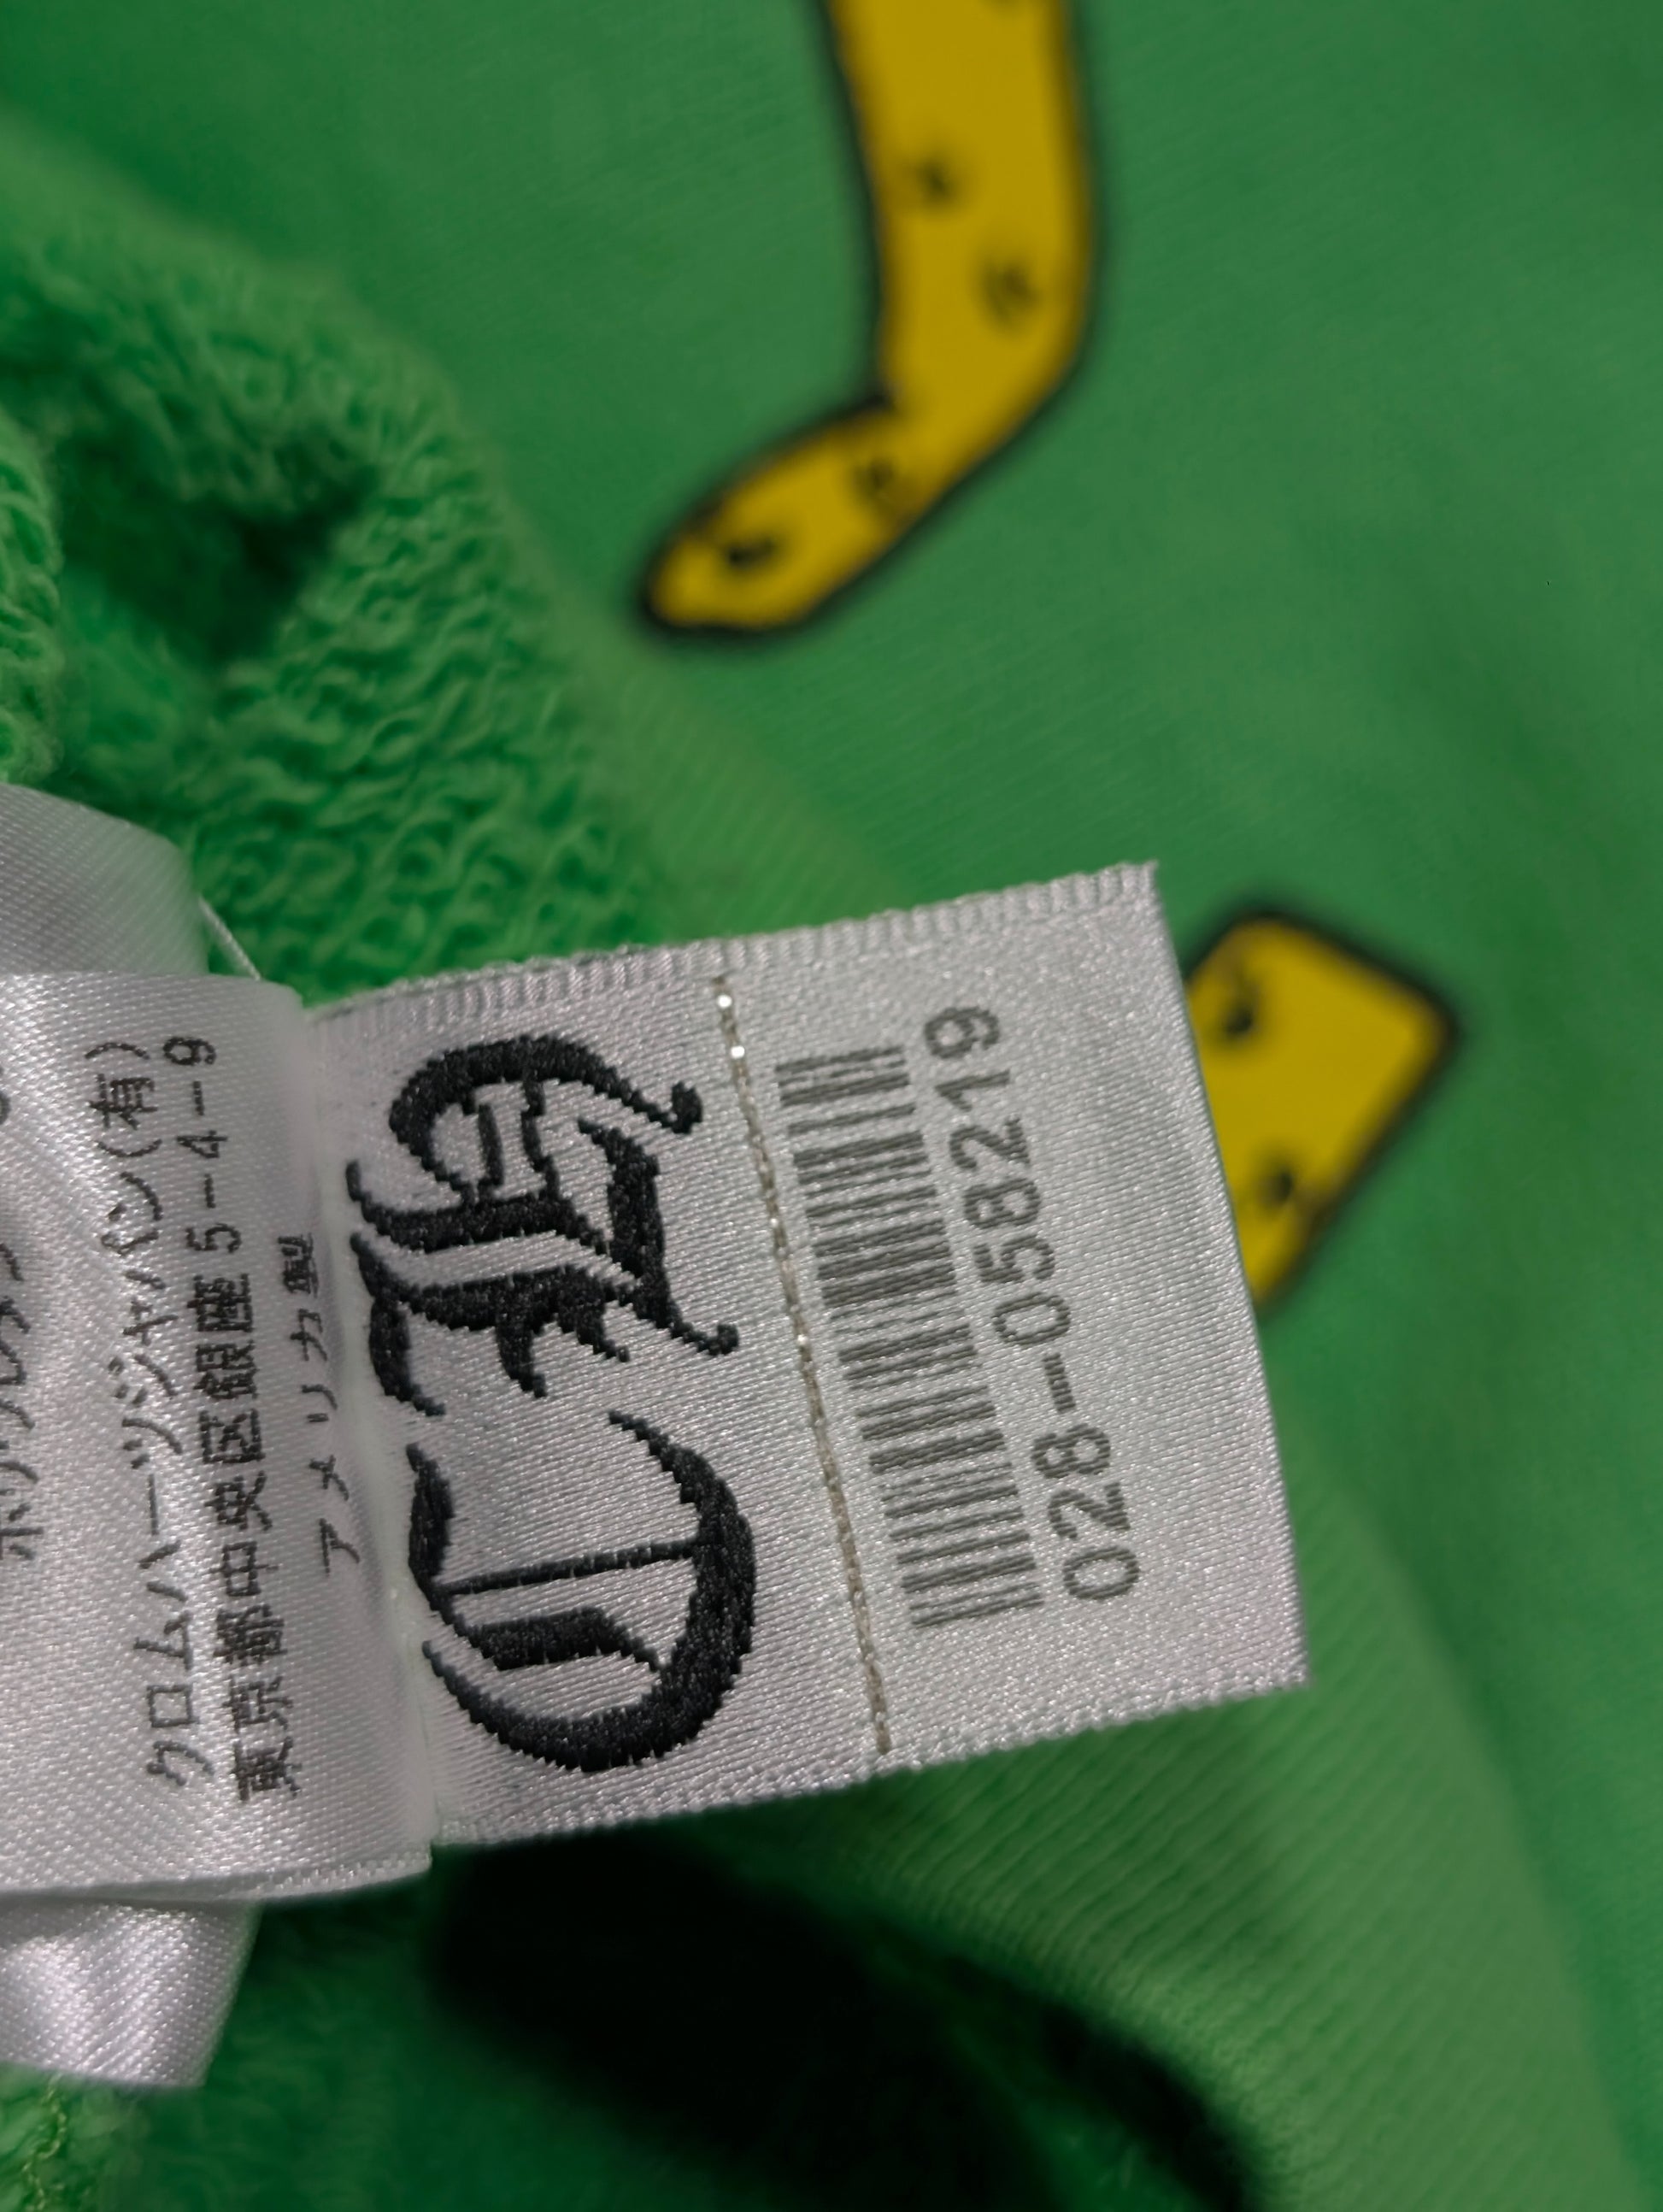 クロムハーツジャパン(有)
東京都中央区銀座5-4-9
アメリカ製
CH
028-058219